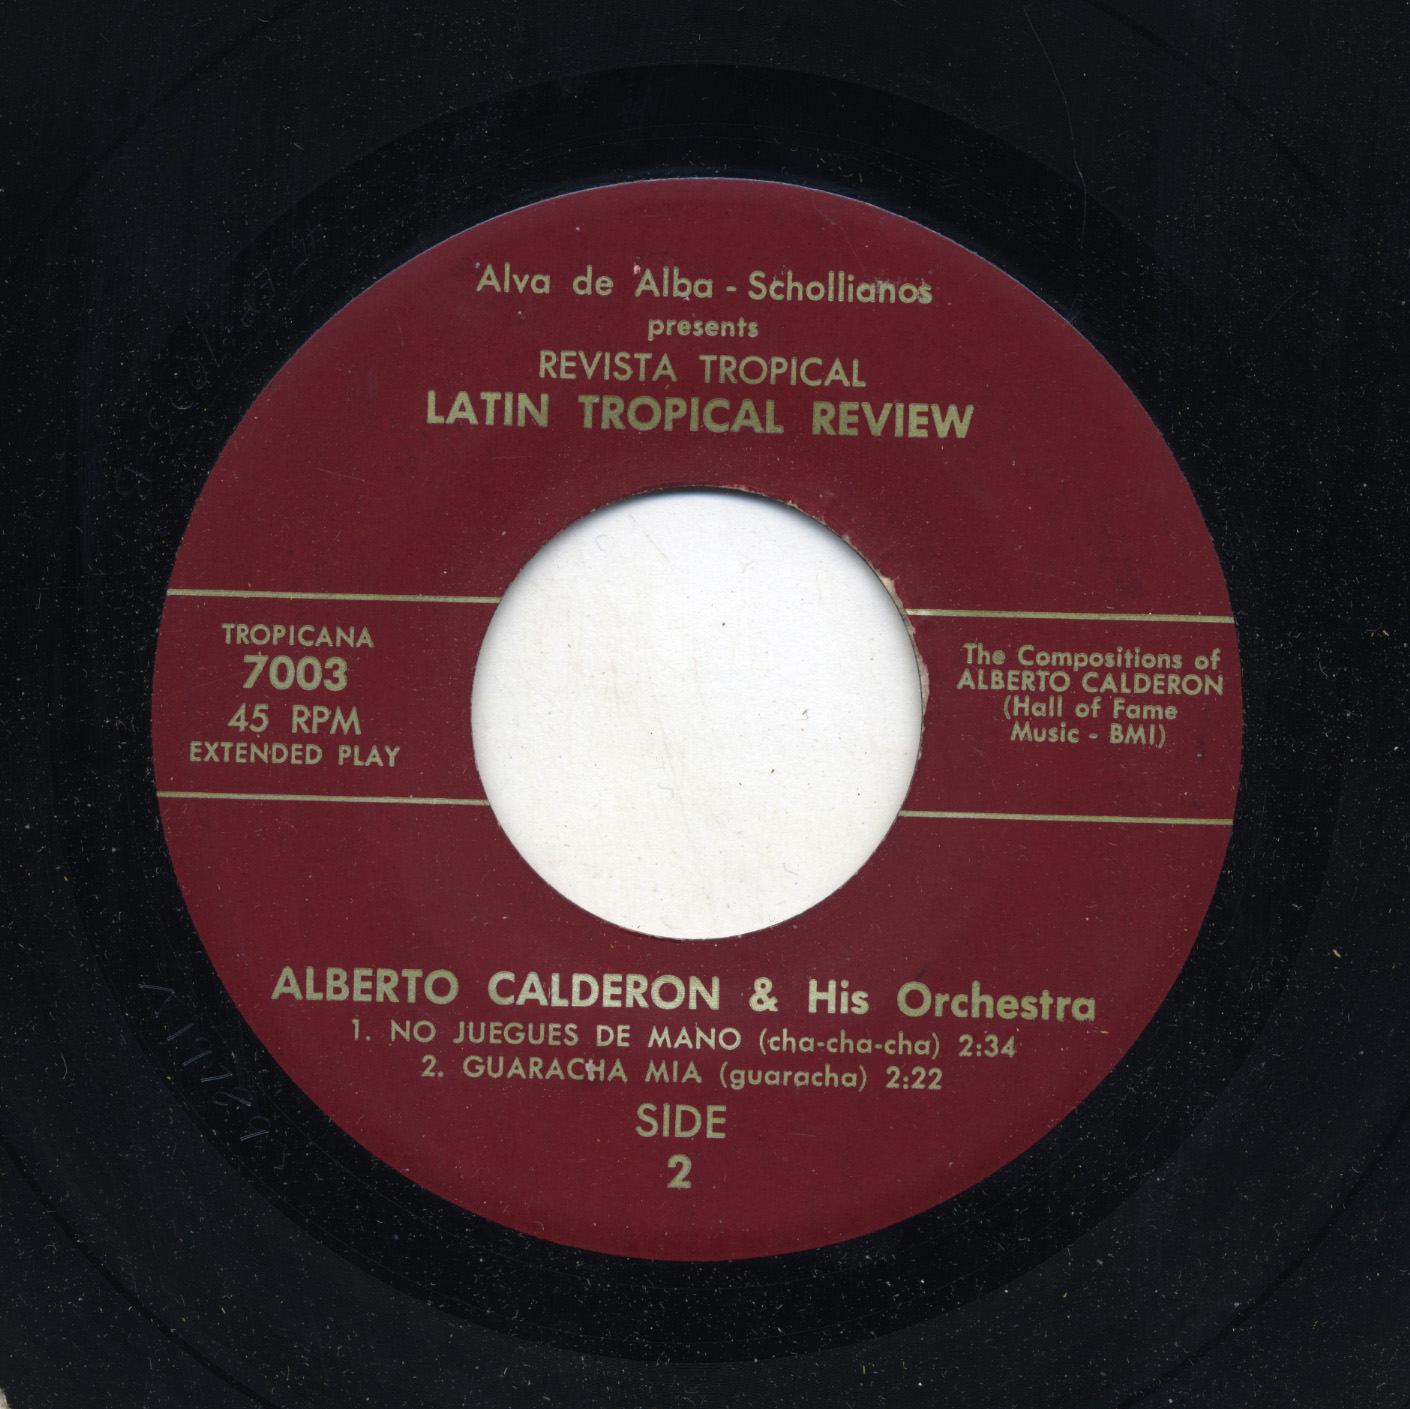 Alva de Alba - Schollianos
presents
REVISTA TROPICAL
LATIN TROPICAL REVIEW
TROPICANA
7003
45 RPM
EXTENDED PLAY
The Compositions of
ALBERTO CALDERON
(Hall of Fame
Music - BMI)
ALBERTO CALDERON & His Orchestra
1. NO JUEGUES DE MANO (cha-cha-cha) 2:34
2. GUARACHA MIA (guaracha) 2:22
SIDE
2